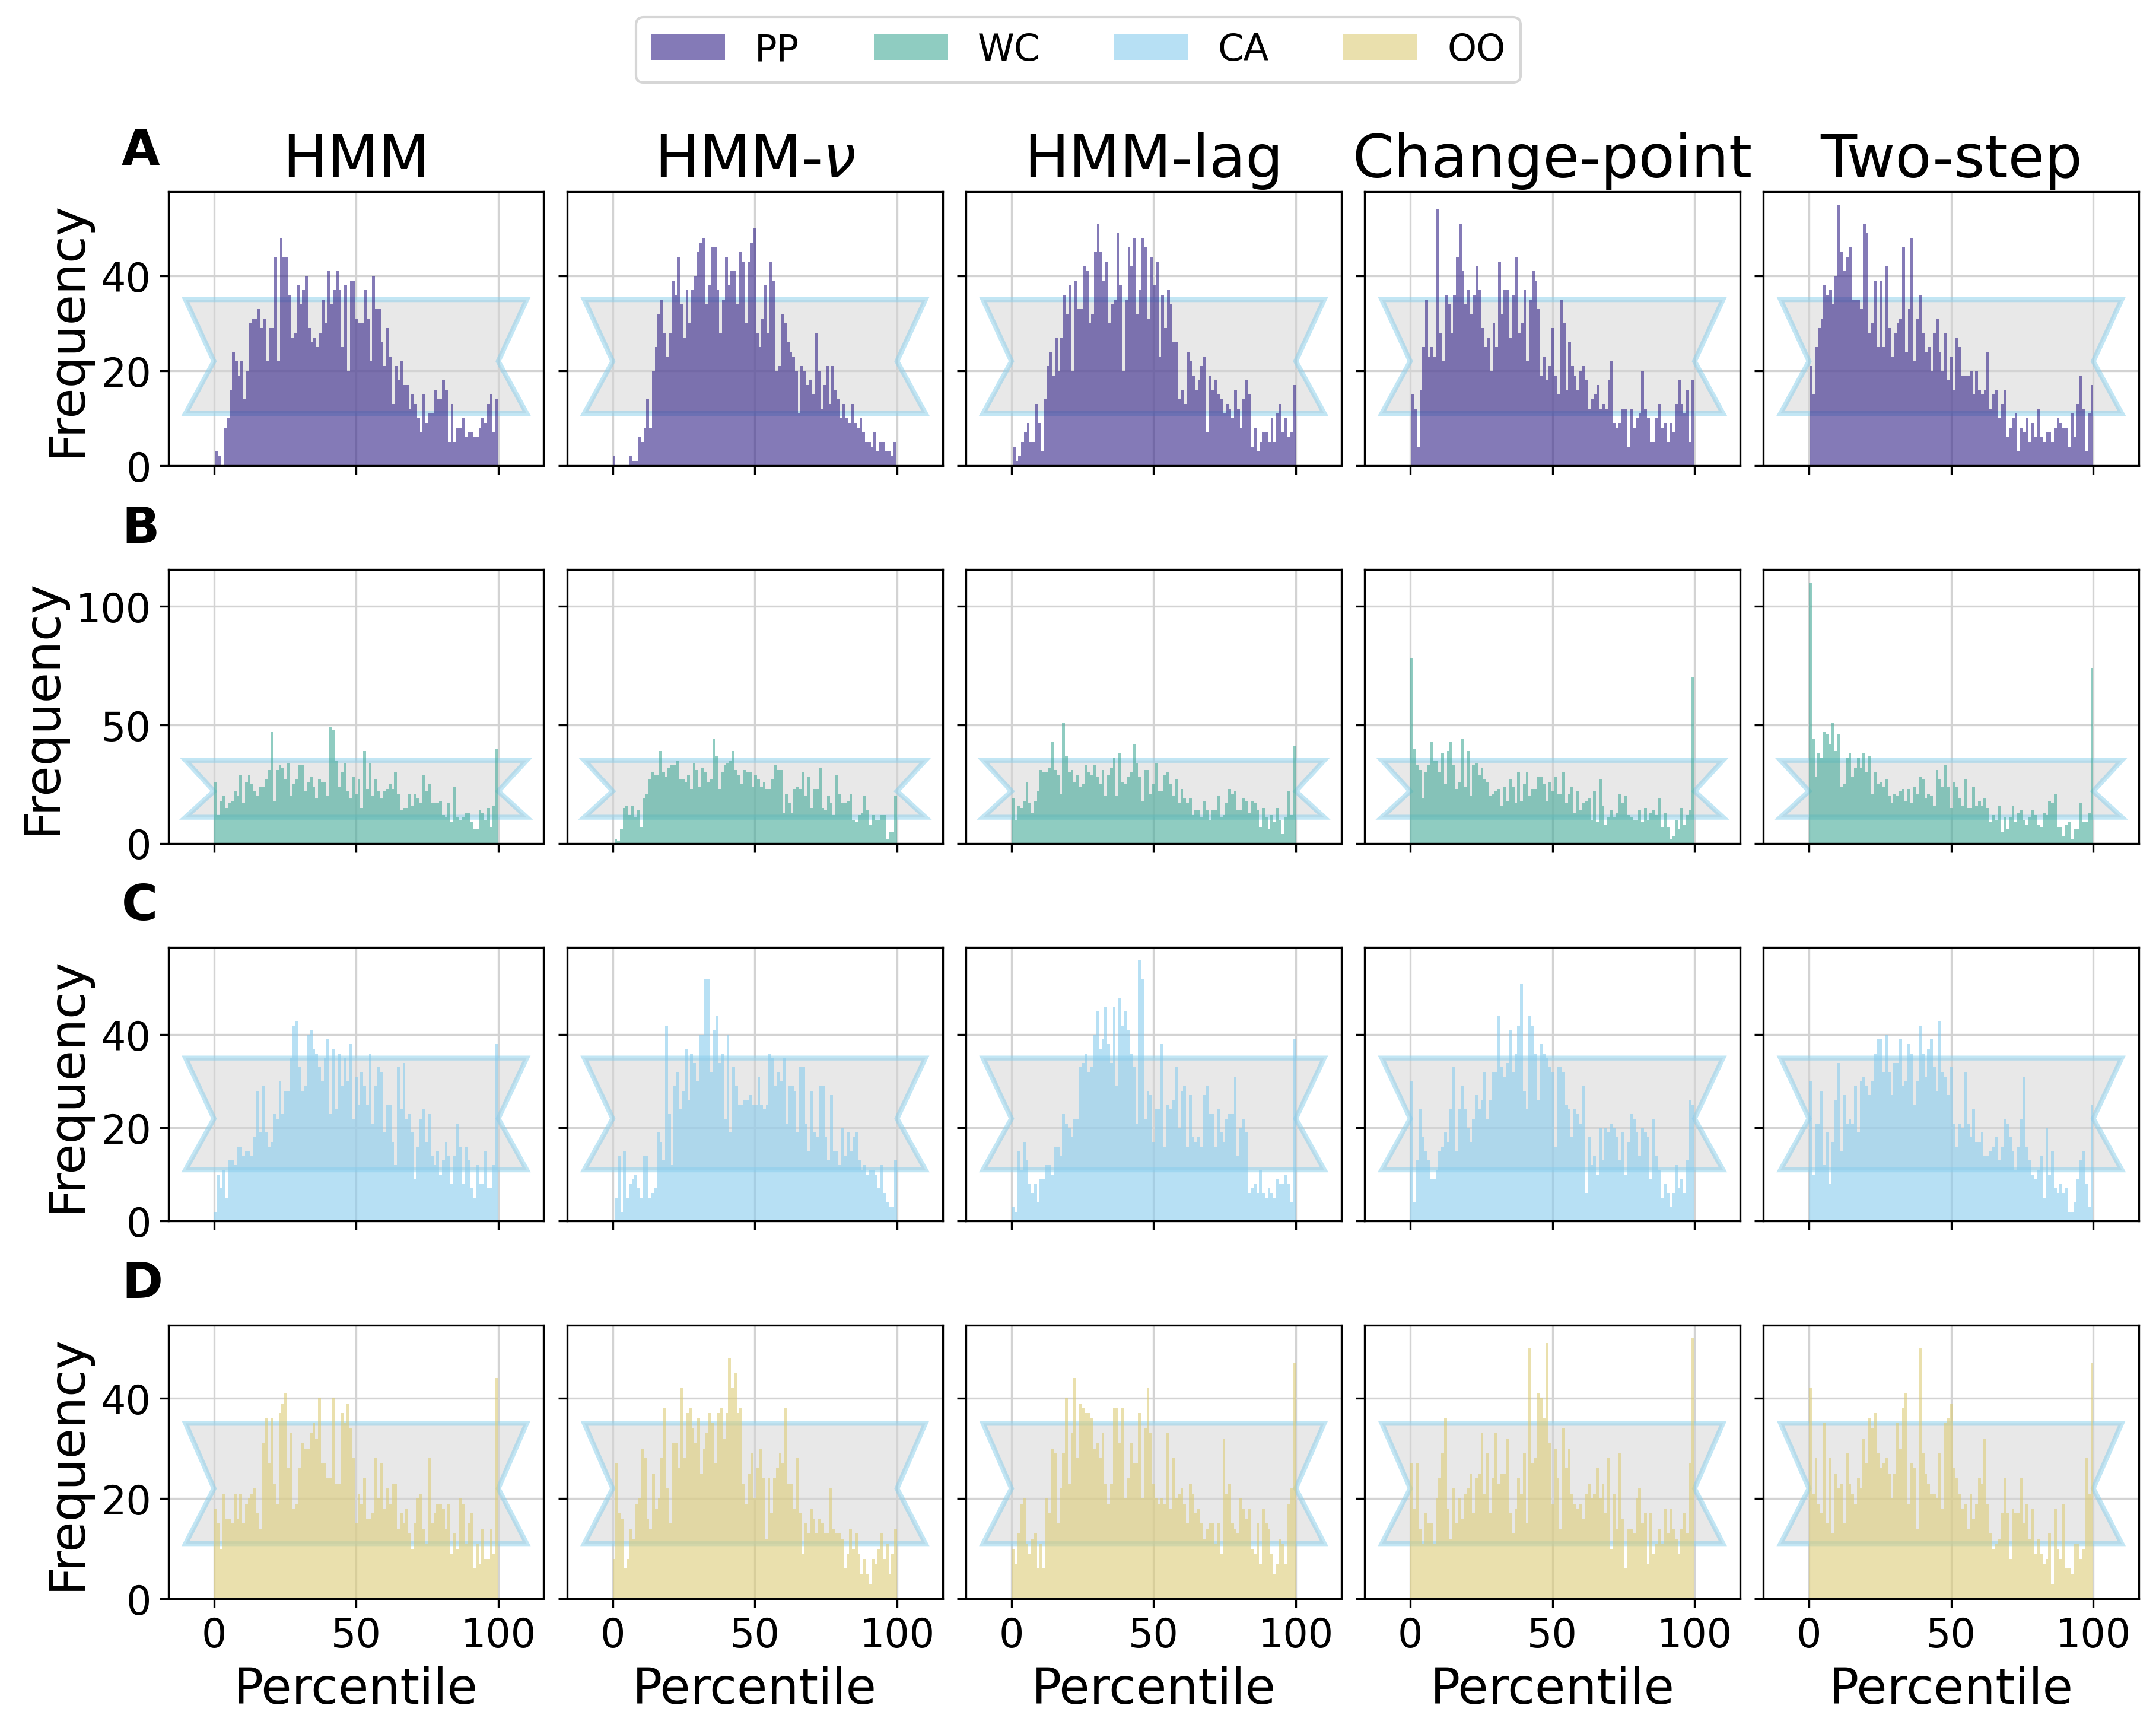 PP WC CA OO
A HMM HMM-ν HMM-lag Change-point Two-step
Frequency
40
20
0
B
Frequency
100
50
0
C
Frequency
40
20
0
D
Frequency
40
20
0
0 50 100 0 50 100 0 50 100 0 50 100 0 50 100
Percentile Percentile Percentile Percentile Percentile